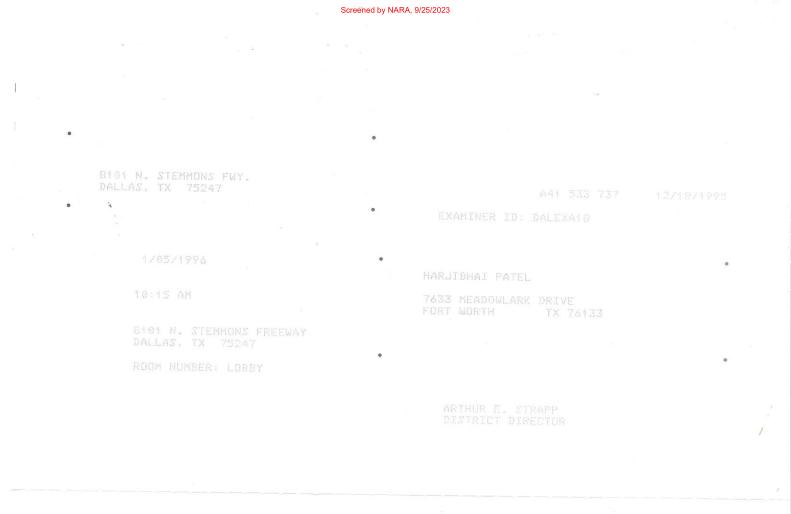 Screened by NARA, 9/25/2023
8101 N. STEMMONS FWY.
DALLAS, TX 75247
A41 533 737 12/18/1995
EXAMINER ID: DALEXA18
1/05/1996
10:15 AM
8101 N. STEMMONS FREEWAY
DALLAS, TX 75247
ROOM NUMBER: LOBBY
HARJIBHAI PATEL
7633 MEADOWLARK DRIVE
FORT WORTH TX 76133
ARTHUR E. STRAPP
DISTRICT DIRECTOR